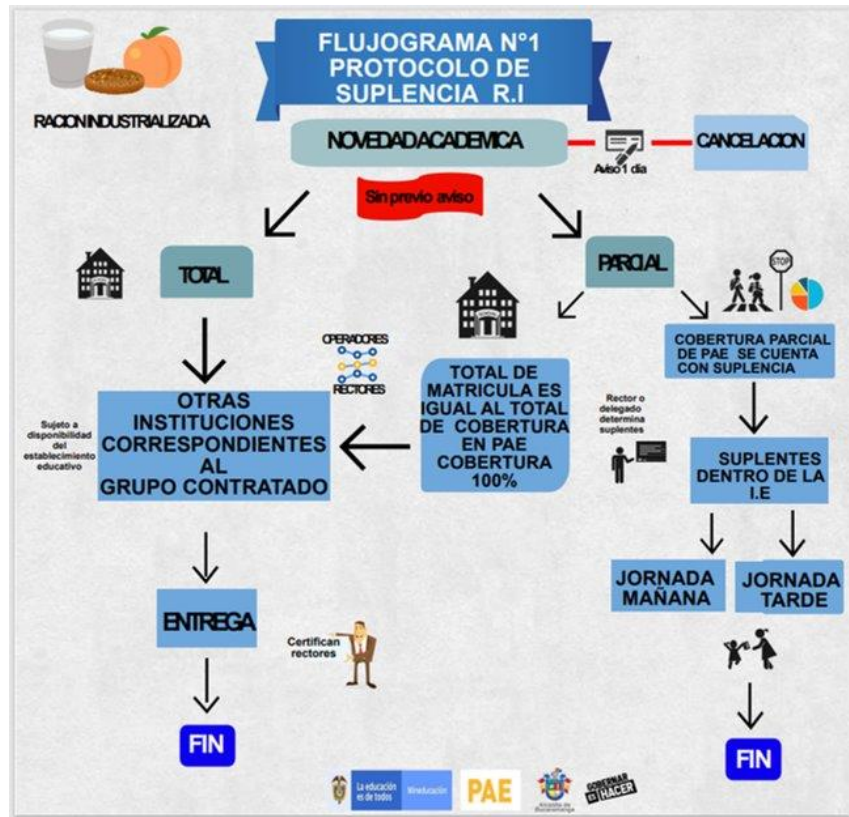 FLUJOGRAMA N°1
PROTOCOLO DE
SUPLENCIA R.I
RACION INDUSTRIALIZADA
NOVEDAD ACADEMICA
Aviso 1 dia
CANCELACION
Sin previo aviso
TOTAL
PARCIAL
STOP
OPERADORES
RECTORES
TOTAL DE
MATRICULA ES
IGUAL AL TOTAL
DE COBERTURA
EN PAE
COBERTURA
100%
COBERTURA PARCIAL
DE PAE SE CUENTA
CON SUPLENCIA
Sujeto a
disponibilidad
del
establecimiento
educativo
OTRAS
INSTITUCIONES
CORRESPONDIENTES
AL
GRUPO CONTRATADO
Rector o
delegado
determina
suplentes
SUPLENTES
DENTRO DE LA
I.E
JORNADA
MAÑANA
JORNADA
TARDE
ENTREGA
Certifican
rectores
FIN
FIN
La educación
es de todos
Mineducación
PAE
Alcaldía de
Bucaramanga
GOBERNAR
ES HACER